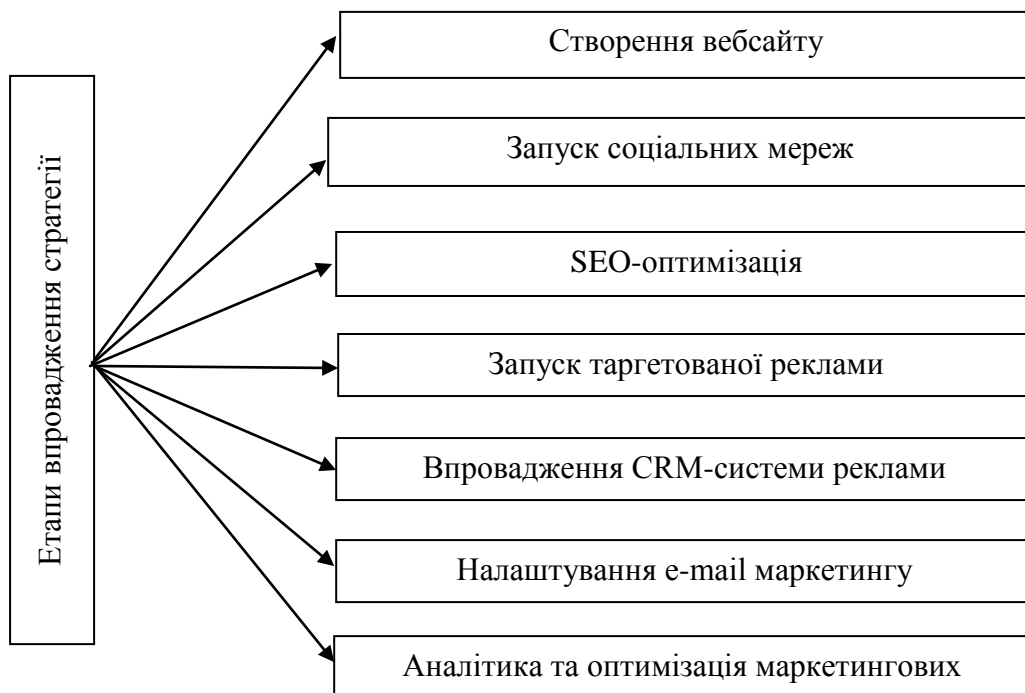 Етапи впровадження стратегії
Створення вебсайту
Запуск соціальних мереж
SEO-оптимізація
Запуск таргетованої реклами
Впровадження CRM-системи реклами
Налаштування e-mail маркетингу
Аналітика та оптимізація маркетингових